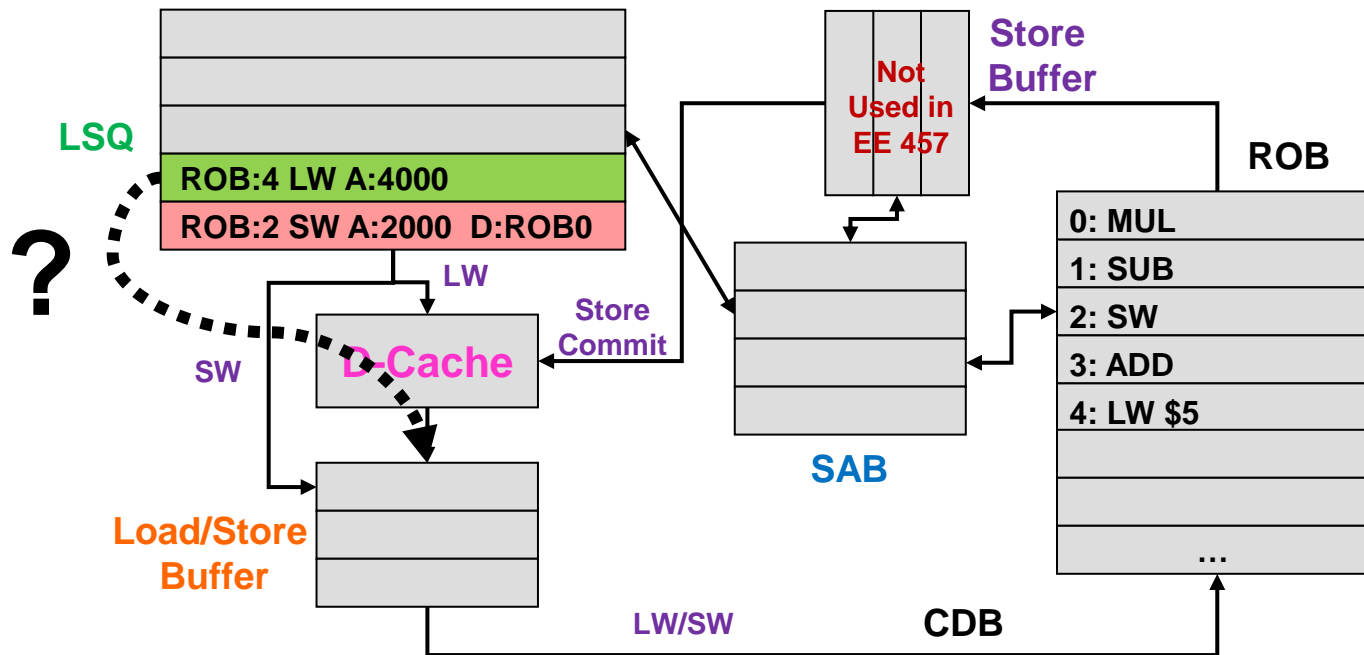 LSQ
ROB:4 LW A:4000
ROB:2 SW A:2000 D:ROB0
?
LW
SW
D-Cache
Store
Commit
Load/Store
Buffer
Not
Used in
EE 457
Store
Buffer
SAB
ROB
0: MUL
1: SUB
2: SW
3: ADD
4: LW $5
...
LW/SW
CDB